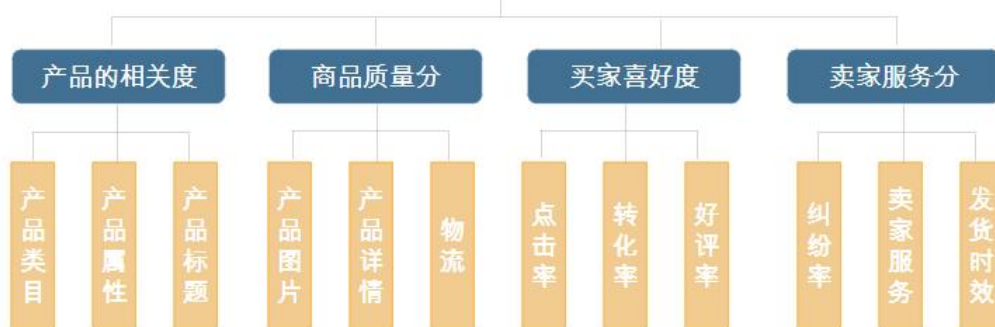 产品的相关度
商品质量分
买家喜好度
卖家服务分
产品类目
产品属性
产品标题
产品图片
产品详情
物流
点击率
转化率
好评率
纠纷率
卖家服务
发货时效